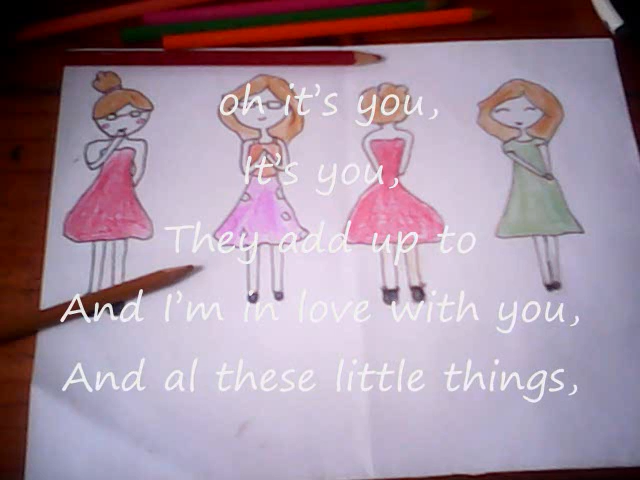 oh it's you,
It's you,
They add up to
And I'm in love with you,
And al these little things,